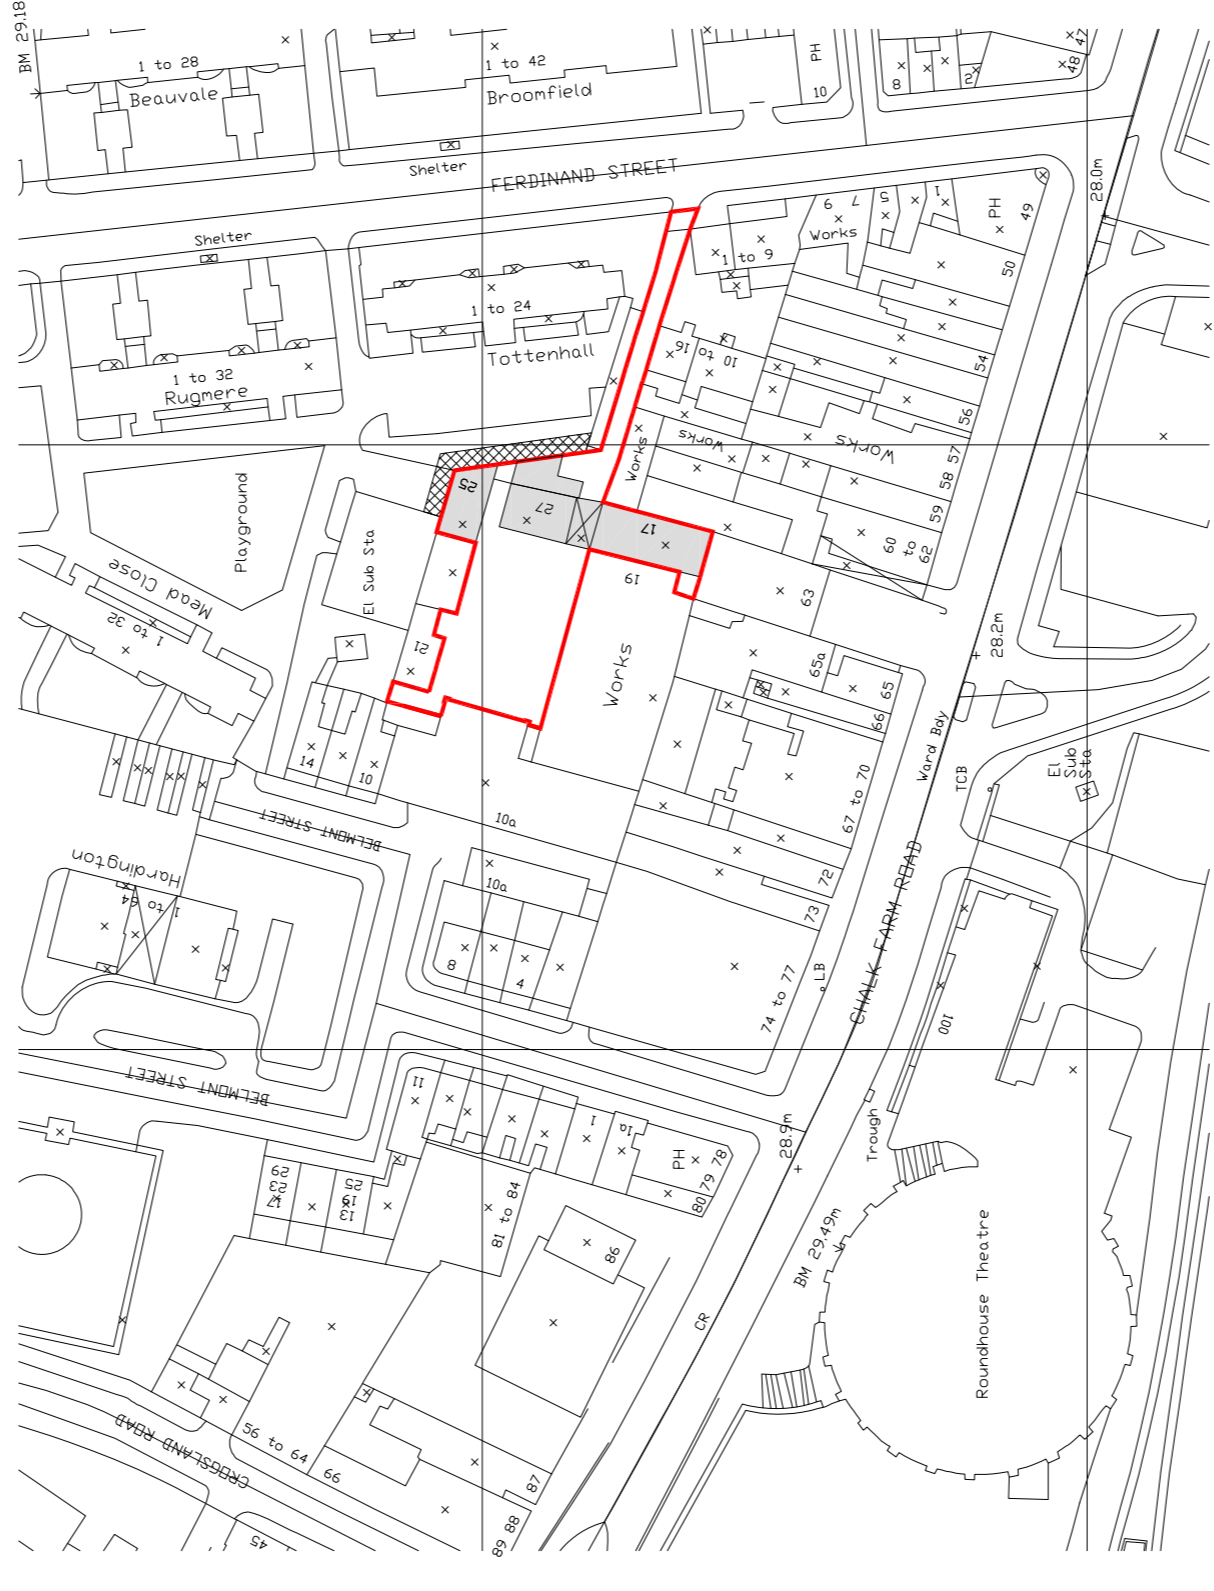 BM 29.18
1 to 28
Beauvale
1 to 42
Broomfield
PH
10
8
2
47
48
Shelter
FERDINAND STREET
28.0m
Shelter
1 to 9
9
7
5
1
Works
PH
49
50
1 to 24
Tottenhall
1 to 32
Rugmere
10 to 16
54
56
57
58
59
60
to
62
Works
Works
Works
Playground
El Sub Sta
25
27
17
19
Mead Close
1 to 32
21
63
28.2m
Works
65a
65
66
Ward Bdy
14
10
10a
67 to 70
TCB
El
Sub
Sta
BELMONT STREET
Hardington
1 to 64
10a
72
73
CHALK FARM ROAD
8
4
74 to 77
LB
100
BELMONT STREET
11
1
1a
PH
78
79
80
28.9m
Trough
29
23
17
25
19
13
81 to 84
86
BM 29.49m
Roundhouse Theatre
CR
CROGSLAND ROAD
56 to 64
66
87
88
89
45